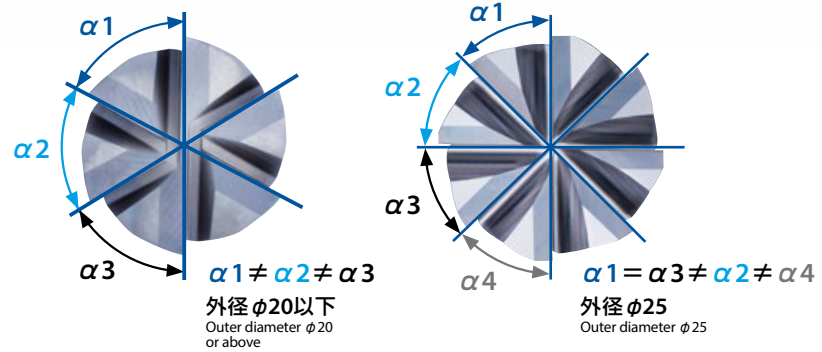 α1
α2
α3
α1≠α2≠α3
外径φ20以下
Outer diameter φ20
or above
α1
α2
α3
α4
α1=α3≠α2≠α4
外径φ25
Outer diameter φ25